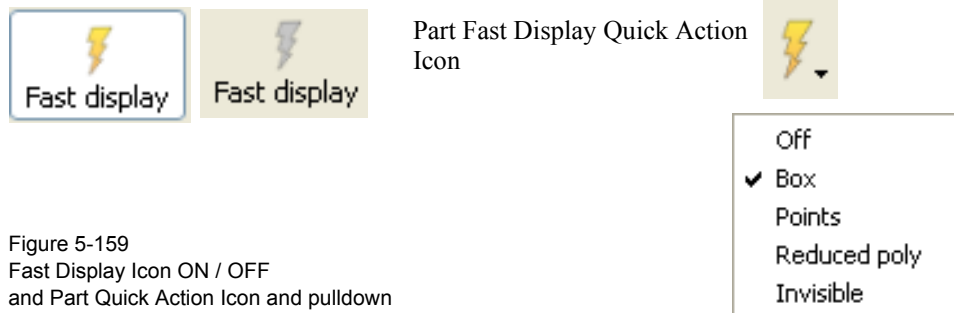 Fast display
Fast display
Part Fast Display Quick Action
Icon
Off
Box
Points
Reduced poly
Invisible
Figure 5-159
Fast Display Icon ON / OFF
and Part Quick Action Icon and pulldown